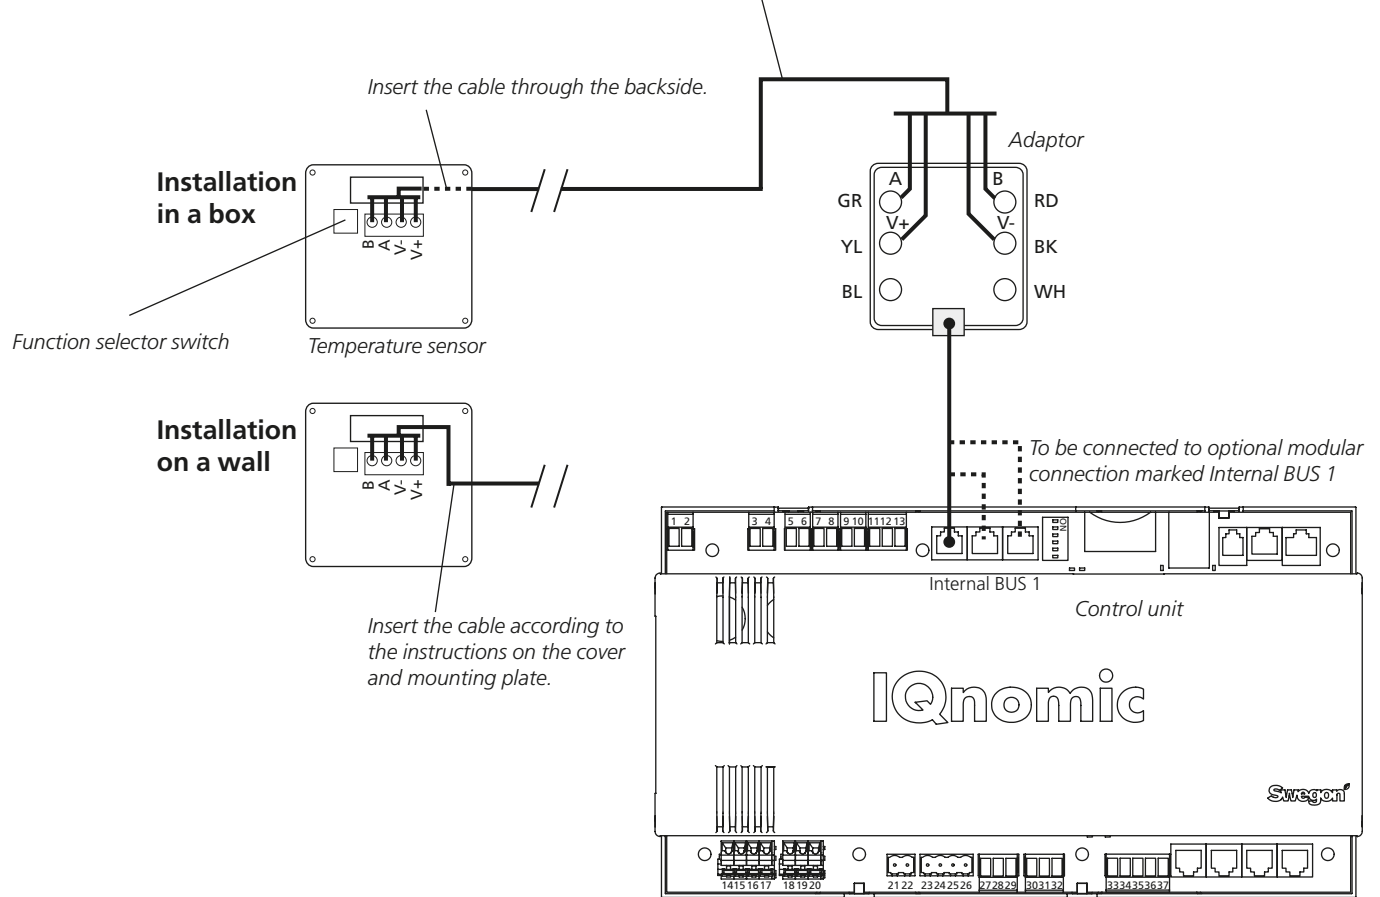 Insert the cable through the backside.
Adaptor
Installation
in a box
A
B
GR
RD
V+
V-
YL
BK
BL
WH
B
A
V-
V+
Function selector switch
Temperature sensor
Installation
on a wall
B
A
V-
V+
To be connected to optional modular
connection marked Internal BUS 1
1 2
3 4
5 6
7 8
9 10
11 12 13
ON
Internal BUS 1
Control unit
Insert the cable according to
the instructions on the cover
and mounting plate.
IQnomic
Swegon
14 15 16 17
18 19 20
21 22
23 24 25 26
27 28 29
30 31 32
33 34 35 36 37